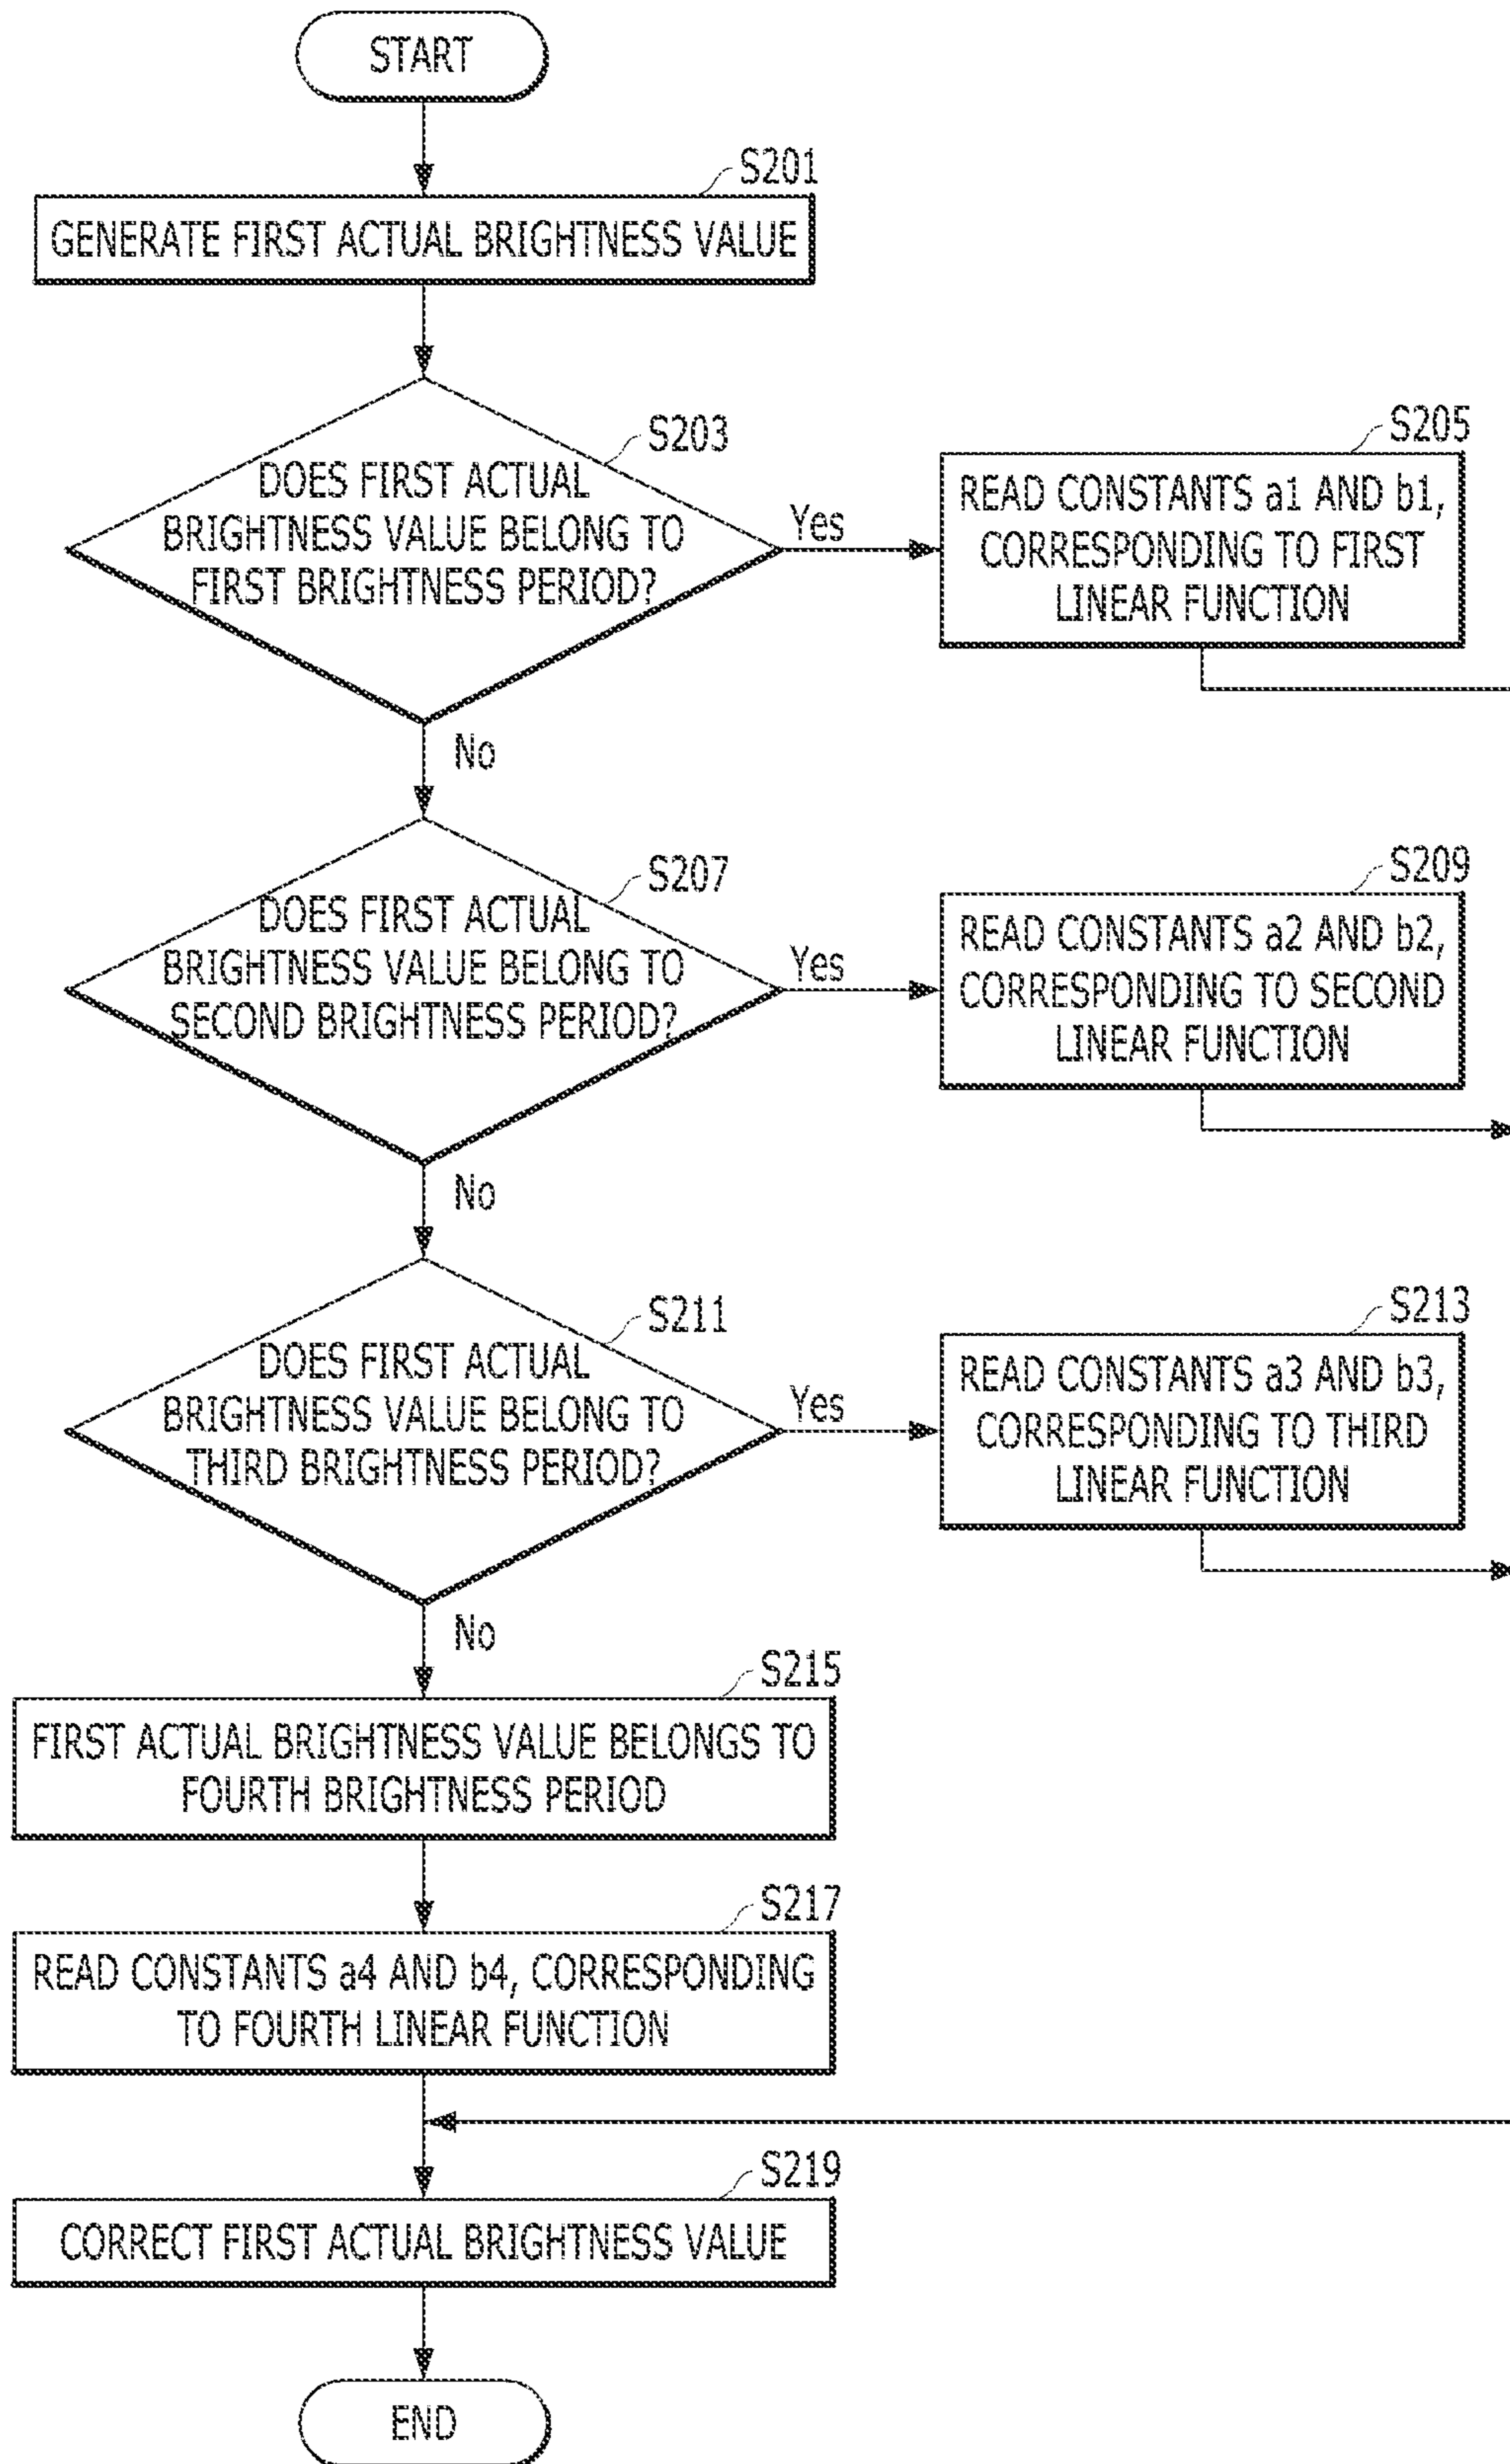 START
S201
GENERATE FIRST ACTUAL BRIGHTNESS VALUE
S203
DOES FIRST ACTUAL
BRIGHTNESS VALUE BELONG TO
FIRST BRIGHTNESS PERIOD?
Yes
No
S205
READ CONSTANTS a1 AND b1,
CORRESPONDING TO FIRST
LINEAR FUNCTION
S207
DOES FIRST ACTUAL
BRIGHTNESS VALUE BELONG TO
SECOND BRIGHTNESS PERIOD?
Yes
No
S209
READ CONSTANTS a2 AND b2,
CORRESPONDING TO SECOND
LINEAR FUNCTION
S211
DOES FIRST ACTUAL
BRIGHTNESS VALUE BELONG TO
THIRD BRIGHTNESS PERIOD?
Yes
No
S213
READ CONSTANTS a3 AND b3,
CORRESPONDING TO THIRD
LINEAR FUNCTION
S215
FIRST ACTUAL BRIGHTNESS VALUE BELONGS TO
FOURTH BRIGHTNESS PERIOD
S217
READ CONSTANTS a4 AND b4, CORRESPONDING
TO FOURTH LINEAR FUNCTION
S219
CORRECT FIRST ACTUAL BRIGHTNESS VALUE
END